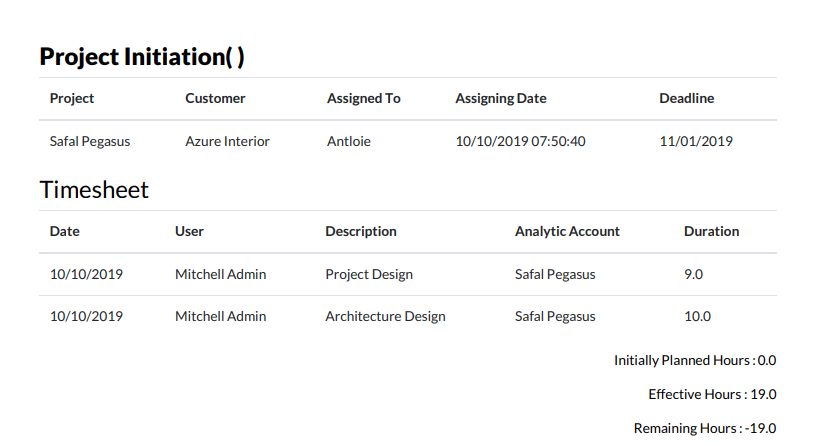 Project Initiation( )
Project Customer Assigned To Assigning Date Deadline
Safal Pegasus Azure Interior Antloie 10/10/2019 07:50:40 11/01/2019
Timesheet
Date User Description Analytic Account Duration
10/10/2019 Mitchell Admin Project Design Safal Pegasus 9.0
10/10/2019 Mitchell Admin Architecture Design Safal Pegasus 10.0
Initially Planned Hours : 0.0
Effective Hours : 19.0
Remaining Hours : -19.0